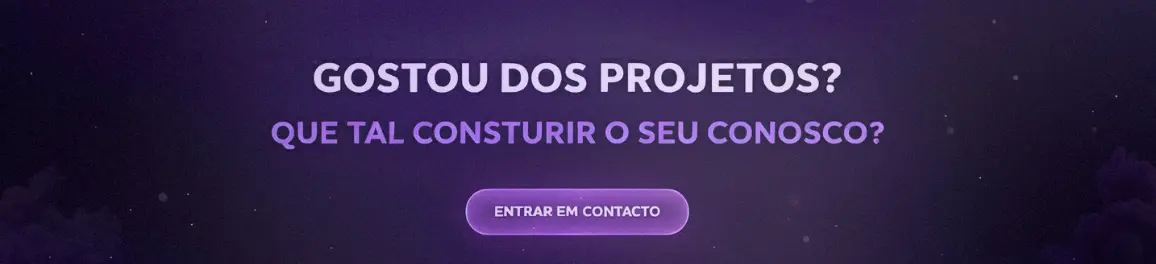 GOSTOU DOS PROJETOS?
QUE TAL CONSTURIR O SEU CONOSCO?
ENTRAR EM CONTACTO